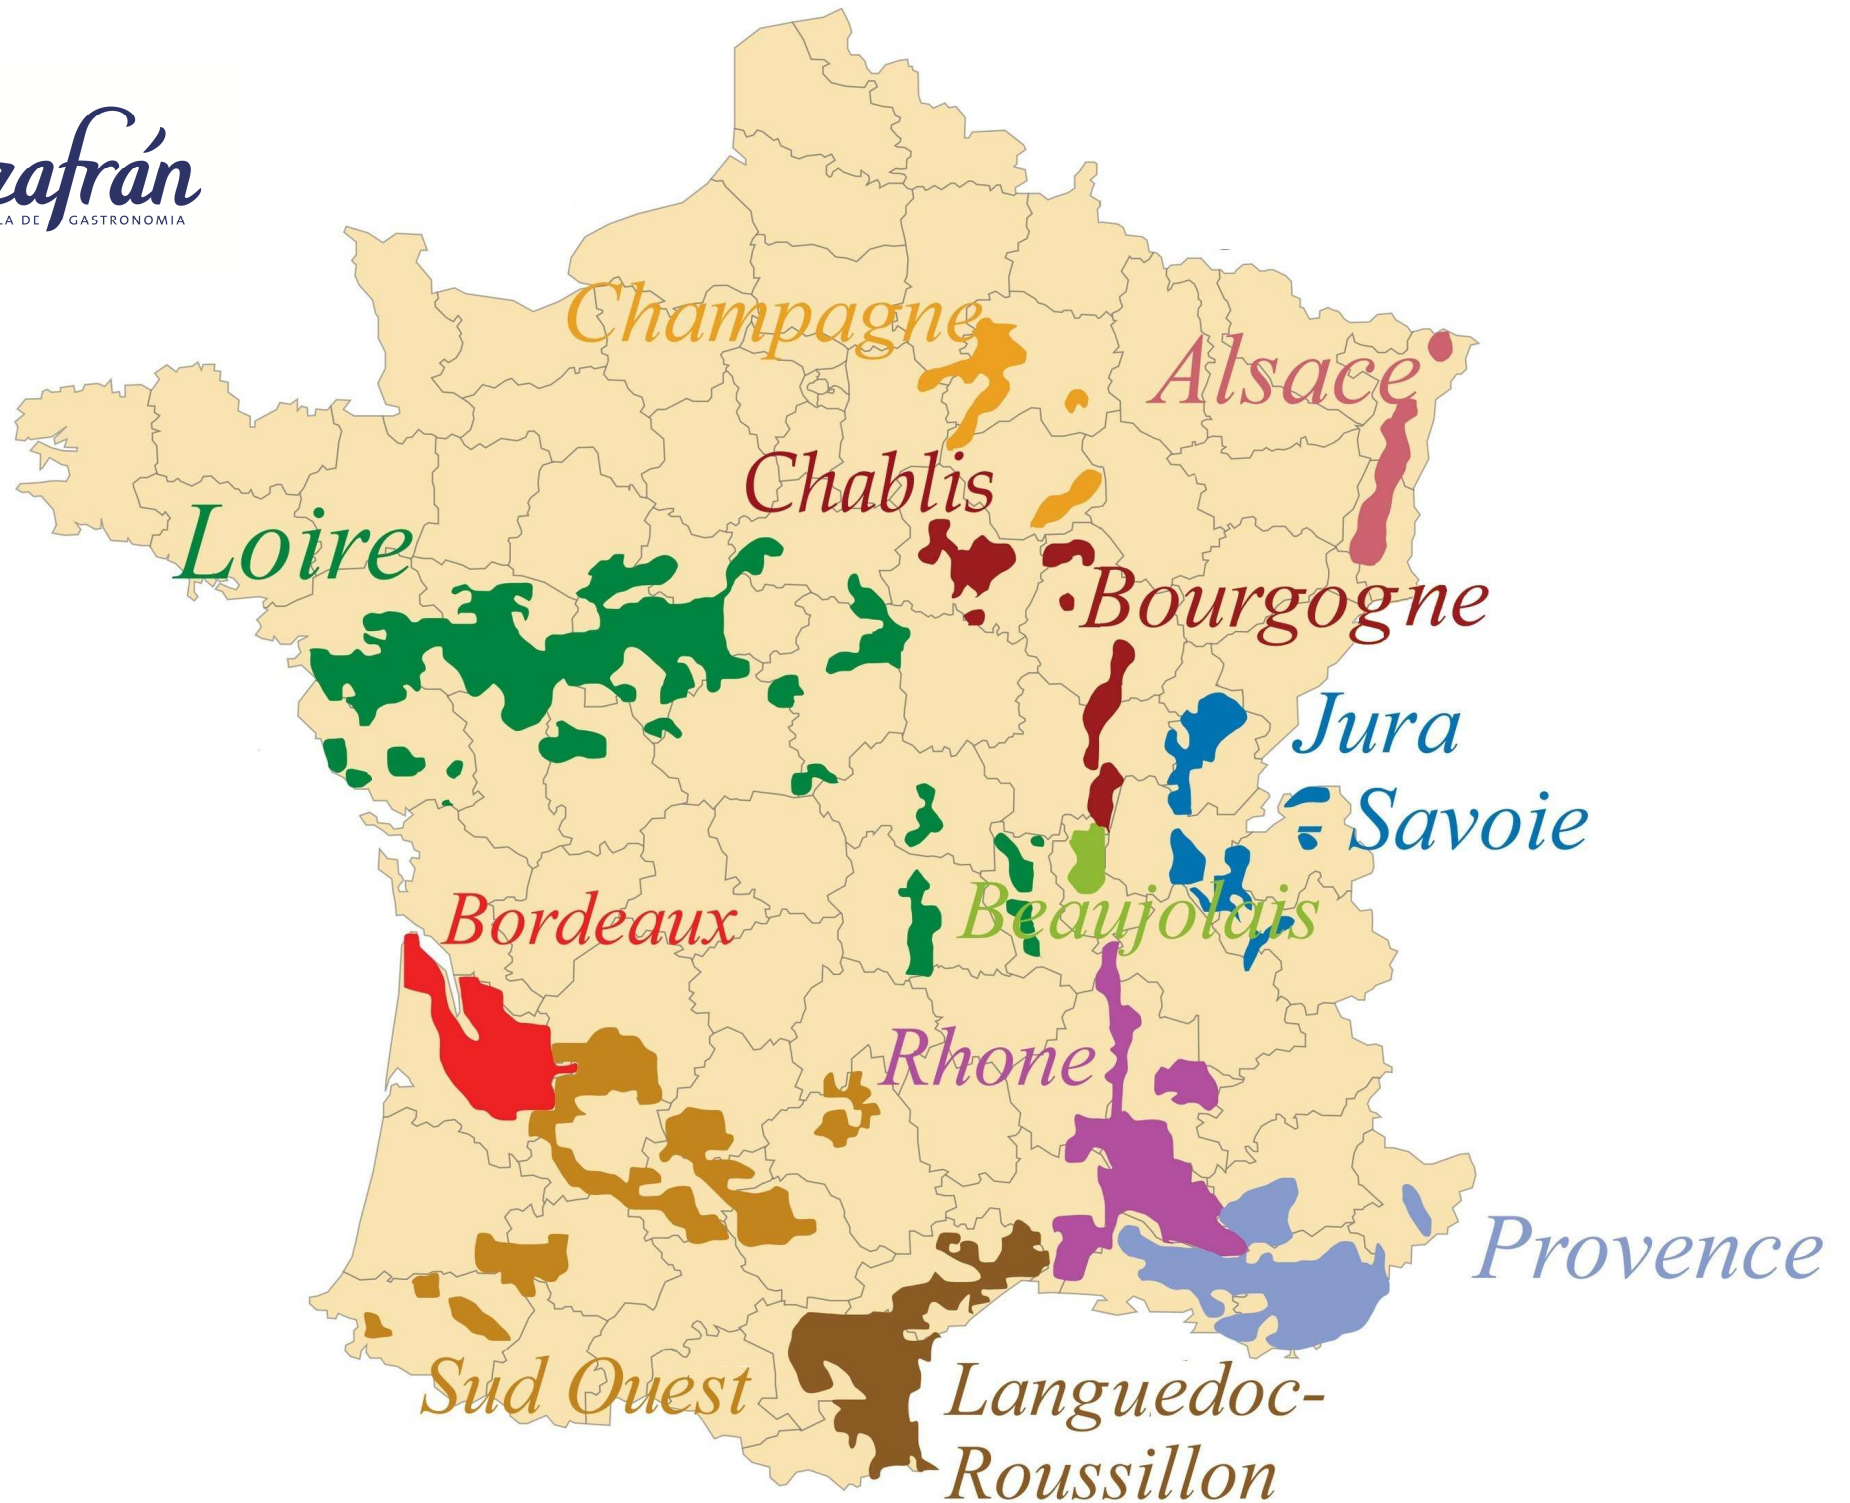 zafrán
LA DE GASTRONOMIA
Champagne
Alsace
Chablis
Loire
Bourgogne
Jura
Savoie
Bordeaux
Beaujolais
Rhone
Provence
Sud Ouest
Languedoc-
Roussillon